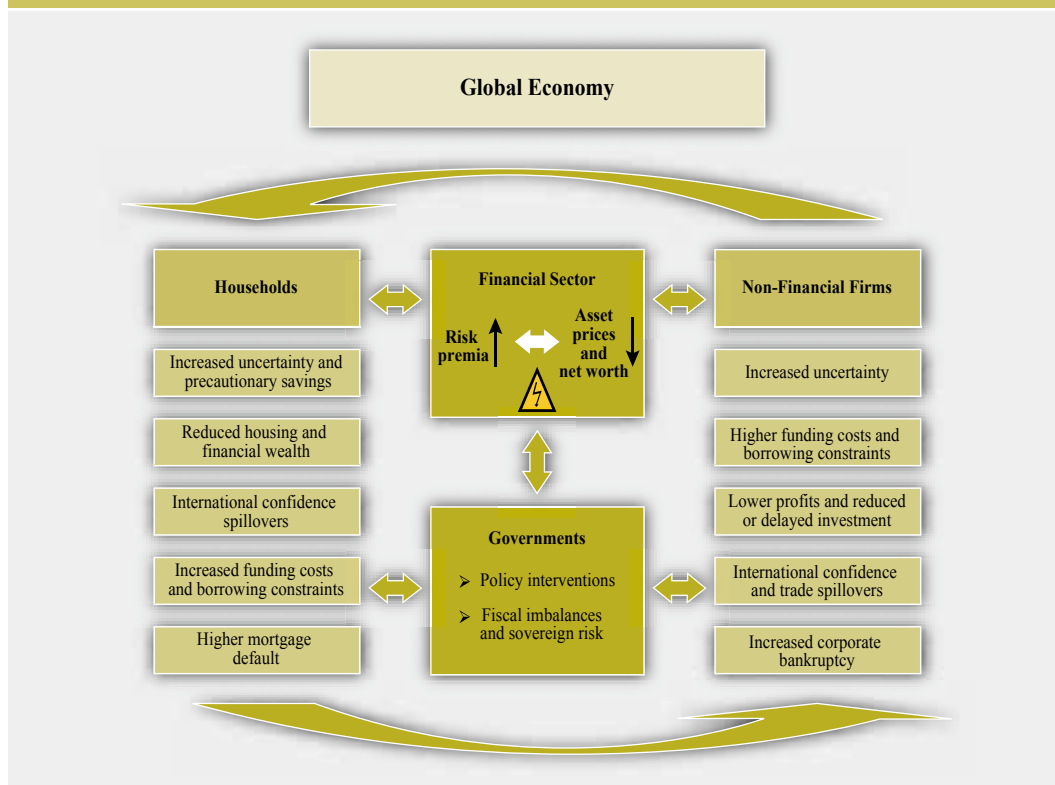 Global Economy
Households
Increased uncertainty and
precautionary savings
Reduced housing and
financial wealth
International confidence
spillovers
Increased funding costs
and borrowing constraints
Higher mortgage
default
Financial Sector
Risk
premia
Asset
prices
and
net worth
Governments
➢ Policy interventions
➢ Fiscal imbalances
and sovereign risk
Non-Financial Firms
Increased uncertainty
Higher funding costs and
borrowing constraints
Lower profits and reduced
or delayed investment
International confidence
and trade spillovers
Increased corporate
bankruptcy